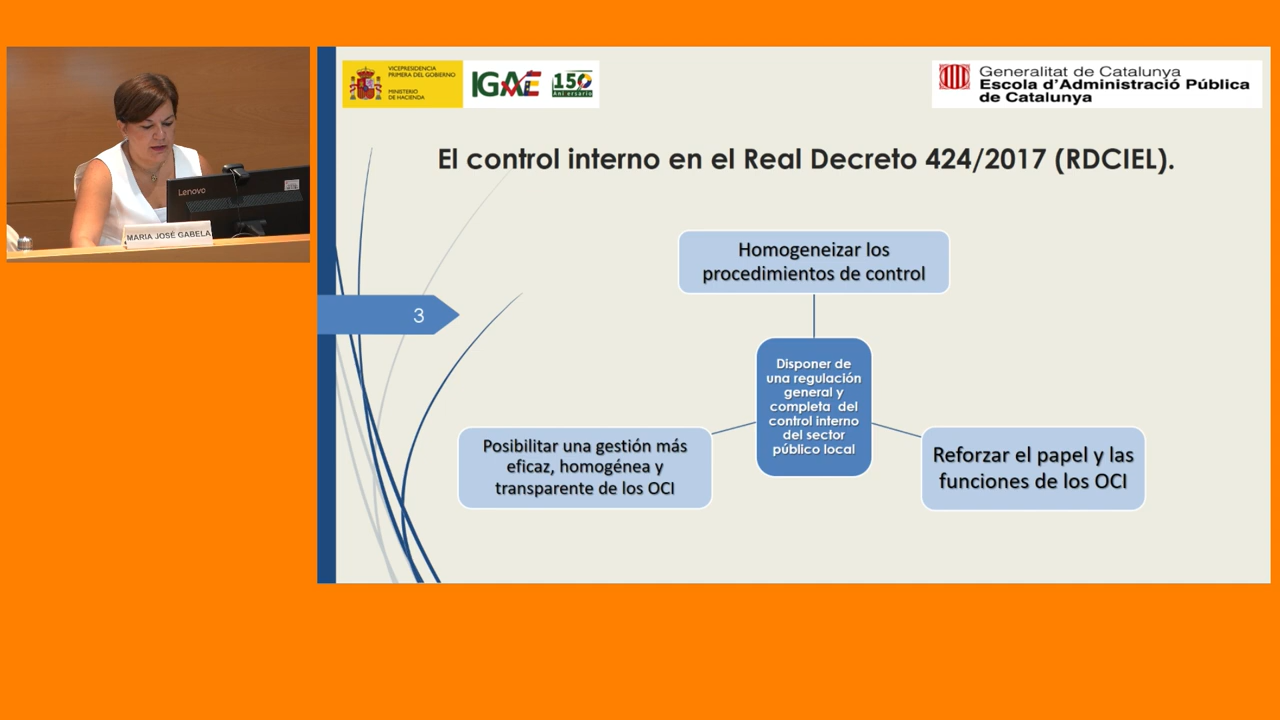 Lenovo
MARIA JOSÉ GABELA
VICEPRESIDENCIA
PRIMERA DEL GOBIERNO
MINISTERIO
DE HACIENDA
IGAE
150
Generalitat de Catalunya
Escola d'Administració Pública
de Catalunya
El control interno en el Real Decreto 424/2017 (RDCIEL).
Homogeneizar los
procedimientos de control
3
Disponer de
una regulación
general y
completa del
control interno
del sector
público local
Posibilitar una gestión más
eficaz, homogénea y
transparente de los OCI
Reforzar el papel y las
funciones de los OCI